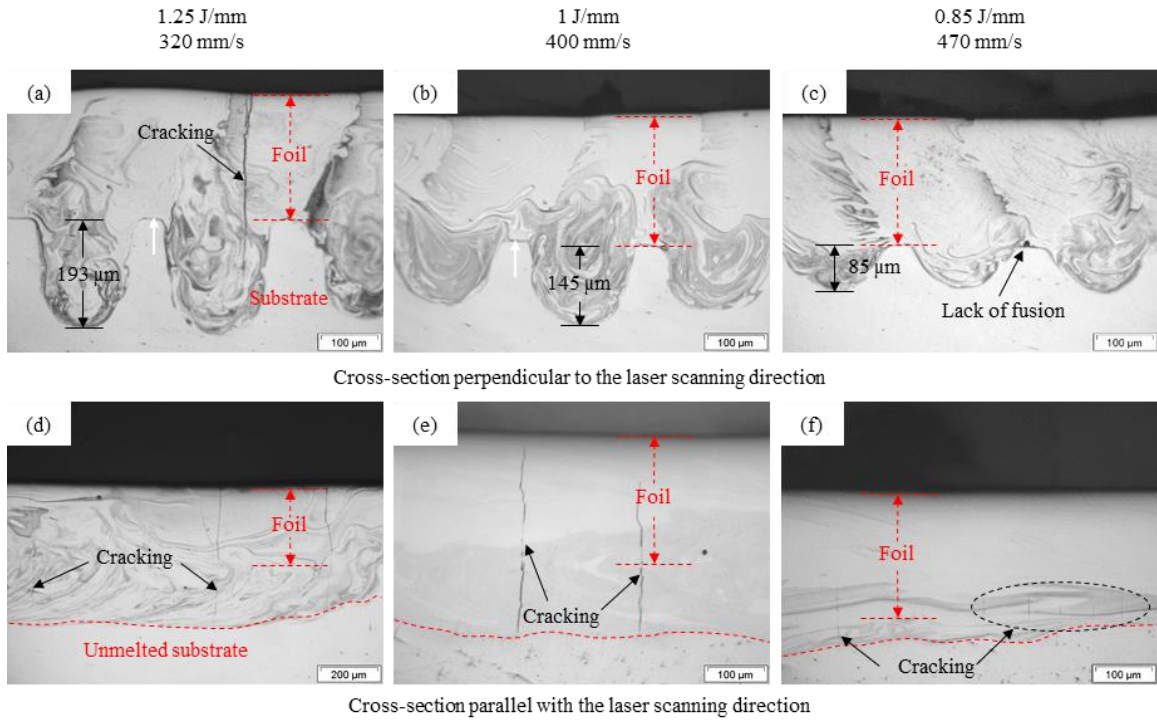 1.25 J/mm
320 mm/s
1 J/mm
400 mm/s
0.85 J/mm
470 mm/s
(a)
Cracking
Foil
193 µm
Substrate
100 µm
(b)
Foil
145 µm
100 µm
(c)
Foil
85 µm
Lack of fusion
100 µm
Cross-section perpendicular to the laser scanning direction
(d)
Foil
Cracking
Unmelted substrate
200 µm
(e)
Foil
Cracking
100 µm
(f)
Foil
Cracking
100 µm
Cross-section parallel with the laser scanning direction